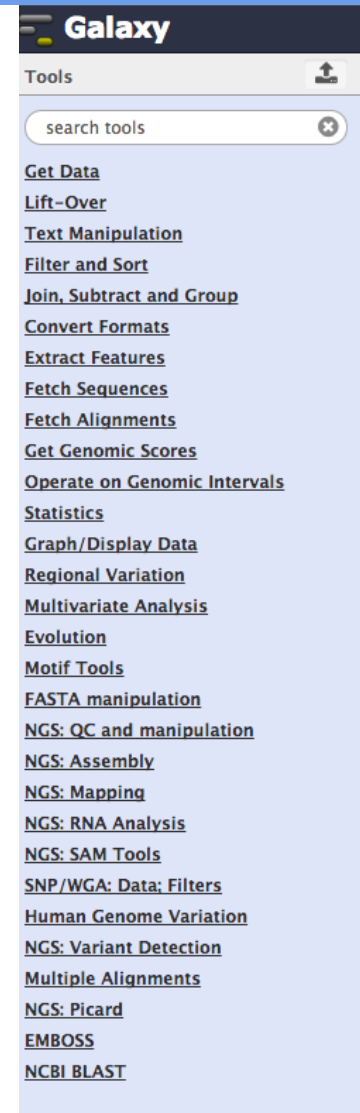 Galaxy
Tools
search tools
Get Data
Lift-Over
Text Manipulation
Filter and Sort
Join, Subtract and Group
Convert Formats
Extract Features
Fetch Sequences
Fetch Alignments
Get Genomic Scores
Operate on Genomic Intervals
Statistics
Graph/Display Data
Regional Variation
Multivariate Analysis
Evolution
Motif Tools
FASTA manipulation
NGS: QC and manipulation
NGS: Assembly
NGS: Mapping
NGS: RNA Analysis
NGS: SAM Tools
SNP/WGA: Data; Filters
Human Genome Variation
NGS: Variant Detection
Multiple Alignments
NGS: Picard
EMBOSS
NCBI BLAST